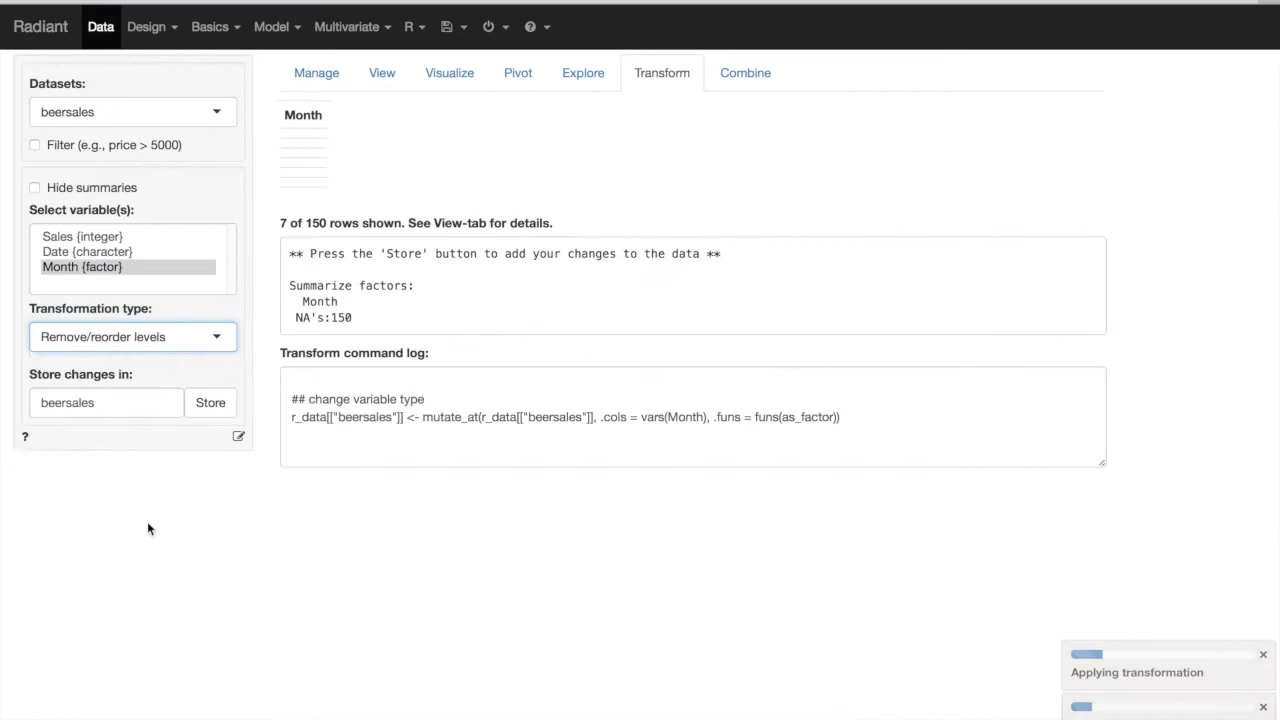 Radiant Data Design Basics Model Multivariate R
Datasets:
beersales
Filter (e.g., price > 5000)
Hide summaries
Select variable(s):
Sales {integer}
Date {character}
Month {factor}
Transformation type:
Remove/reorder levels
Store changes in:
beersales Store
?
Manage View Visualize Pivot Explore Transform Combine
Month
7 of 150 rows shown. See View-tab for details.
** Press the 'Store' button to add your changes to the data **
Summarize factors:
Month
NA's:150
Transform command log:
## change variable type
r_data[["beersales"]] <- mutate_at(r_data[["beersales"]], .cols = vars(Month), .funs = funs(as_factor))
Applying transformation